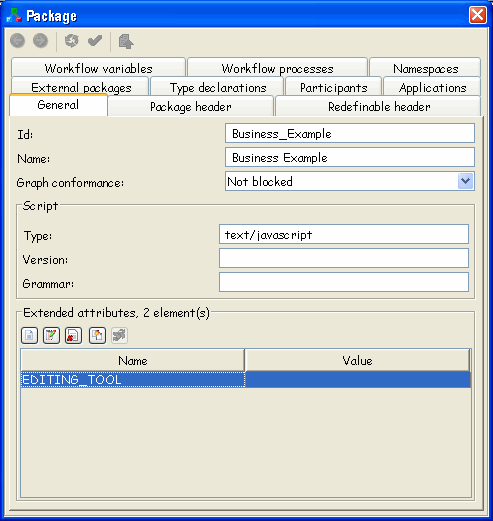 Package
Workflow variables Workflow processes Namespaces
External packages Type declarations Participants Applications
General Package header Redefinable header
Id: Business_Example
Name: Business Example
Graph conformance: Not blocked
Script
Type: text/javascript
Version:
Grammar:
Extended attributes, 2 element(s)
Name Value
EDITING_TOOL